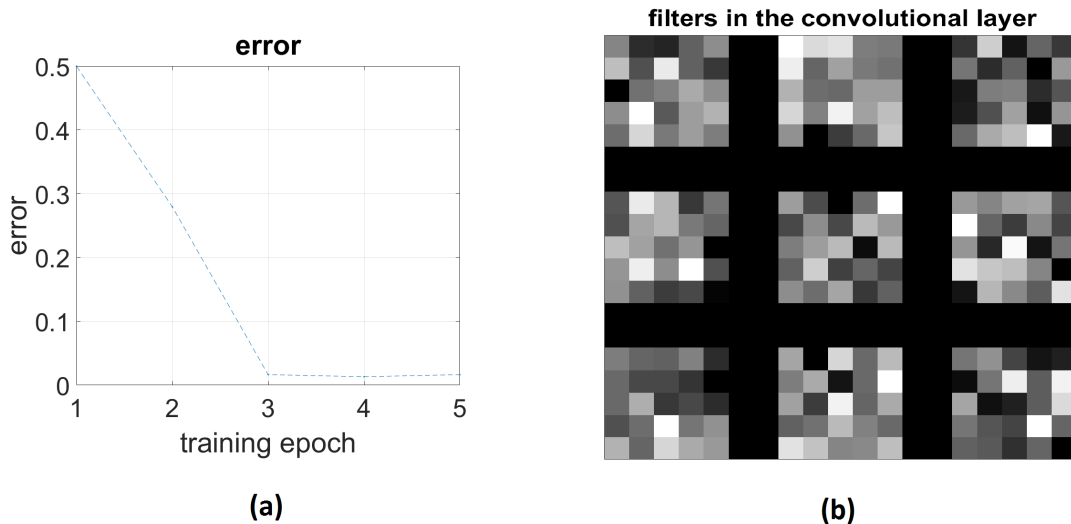 error
0.5
0.4
0.3
0.2
0.1
0
error
1 2 3 4 5
training epoch
(a)
filters in the convolutional layer
(b)